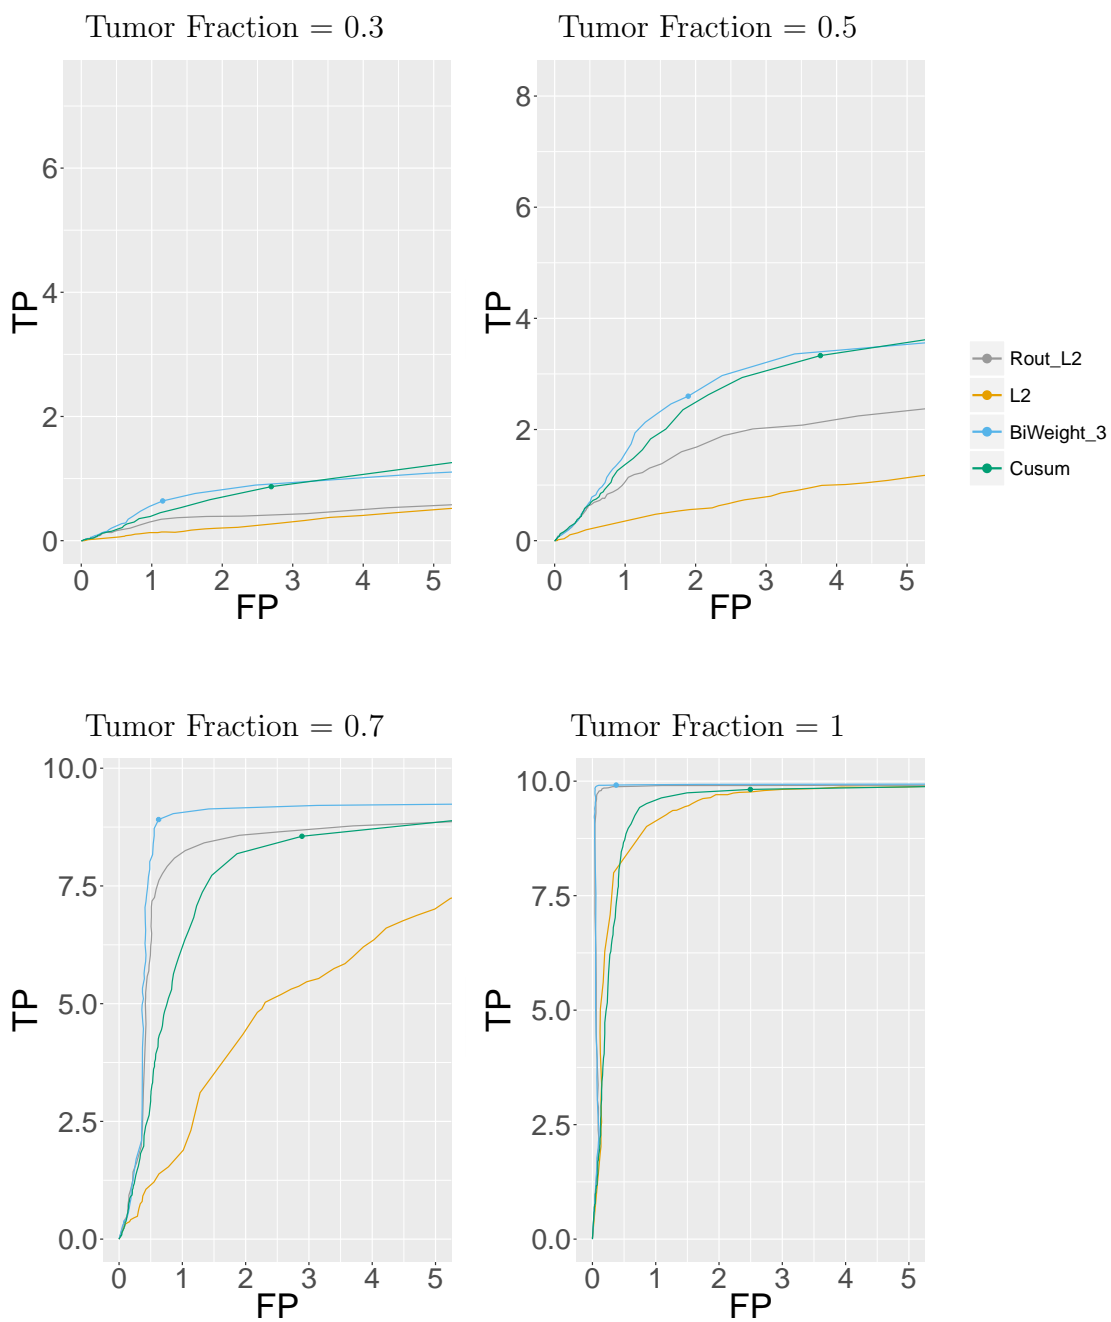 Tumor Fraction = 0.3
Tumor Fraction = 0.5
6
4
2
0
TP
0 1 2 3 4 5
FP
8
6
4
2
0
TP
0 1 2 3 4 5
FP
Rout_L2
L2
BiWeight_3
Cusum
Tumor Fraction = 0.7
Tumor Fraction = 1
10.0
7.5
5.0
2.5
0.0
TP
0 1 2 3 4 5
FP
10.0
7.5
5.0
2.5
0.0
TP
0 1 2 3 4 5
FP